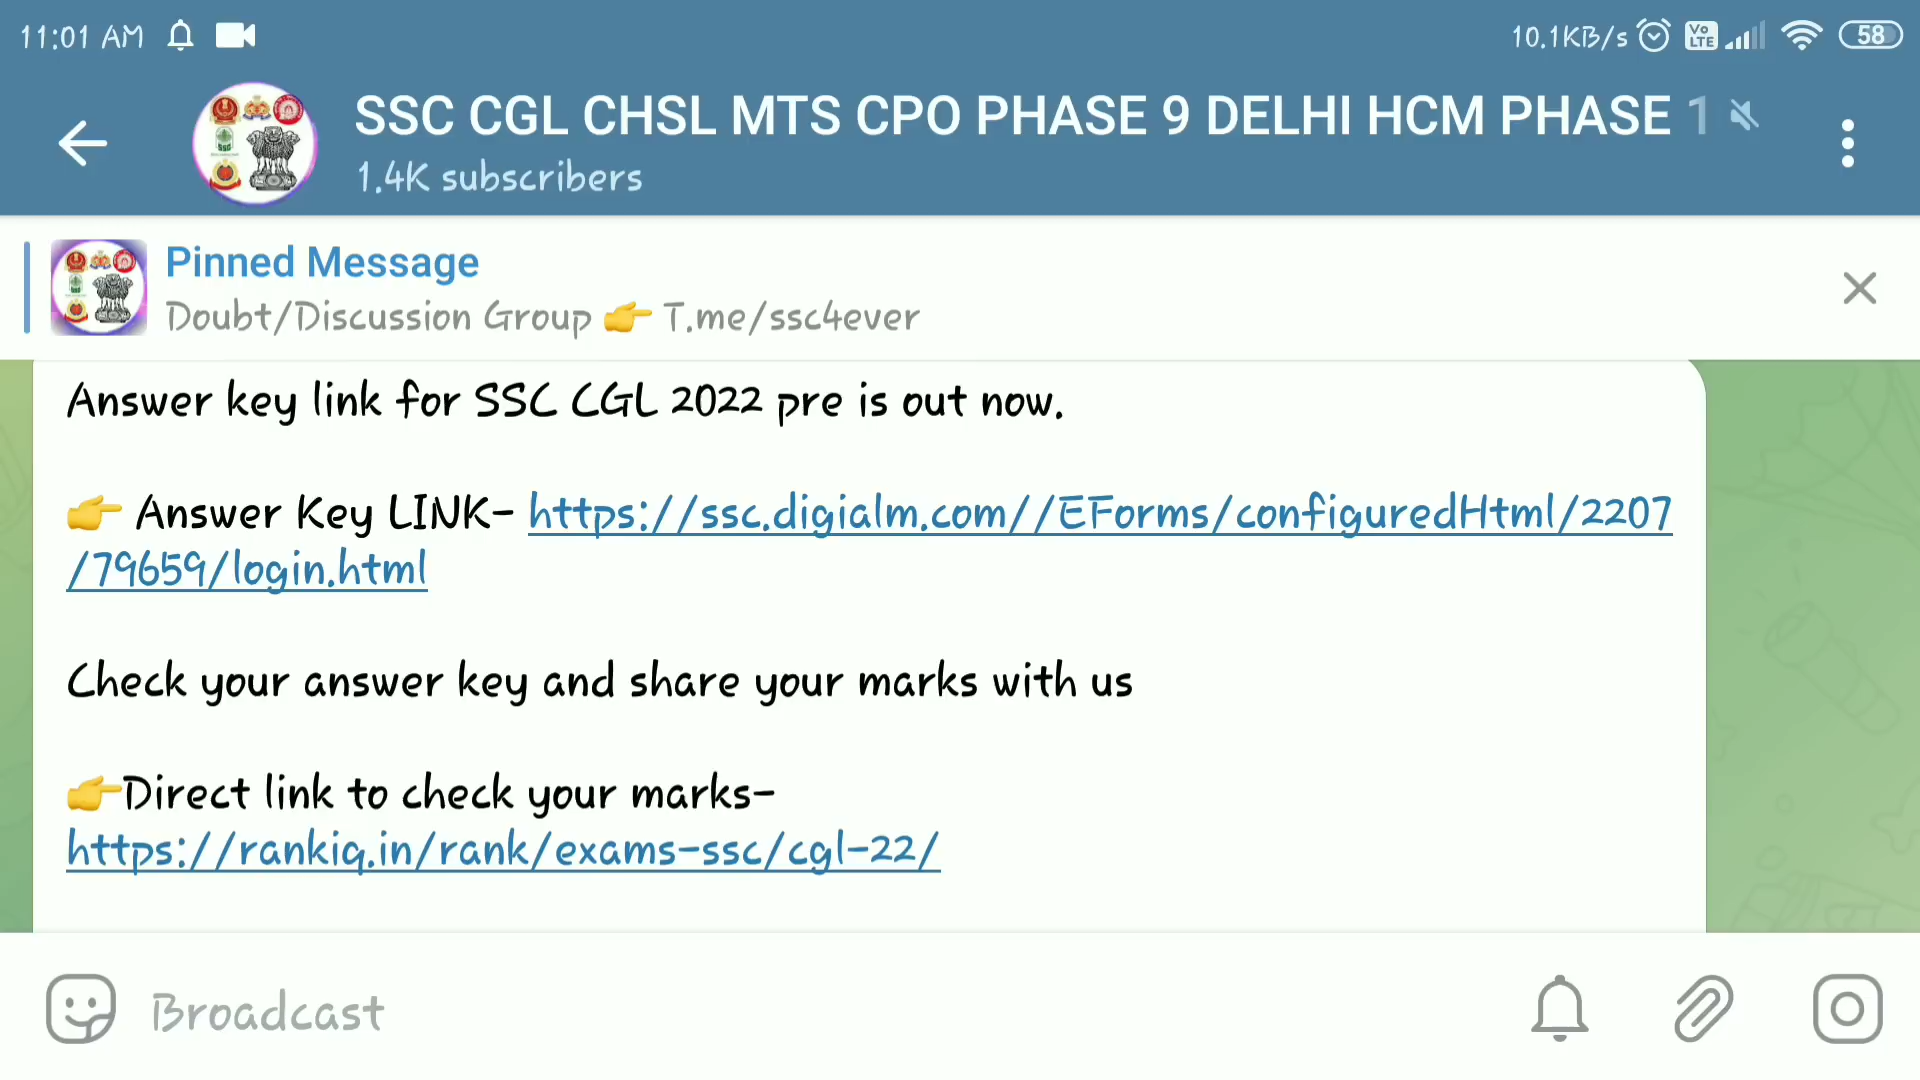 11:01 AM
10.1KB/s Vo LTE 58
SSC CGL CHSL MTS CPO PHASE 9 DELHI HCM PHASE 1
1.4K subscribers
Pinned Message
Doubt/Discussion Group 👉 T.me/ssc4ever
Answer key link for SSC CGL 2022 pre is out now.
👉 Answer Key LINK- https://ssc.digialm.com//EForms/configuredHtml/2207
/79659/login.html
Check your answer key and share your marks with us
👉Direct link to check your marks-
https://rankiq.in/rank/exams-ssc/cgl-22/
Broadcast